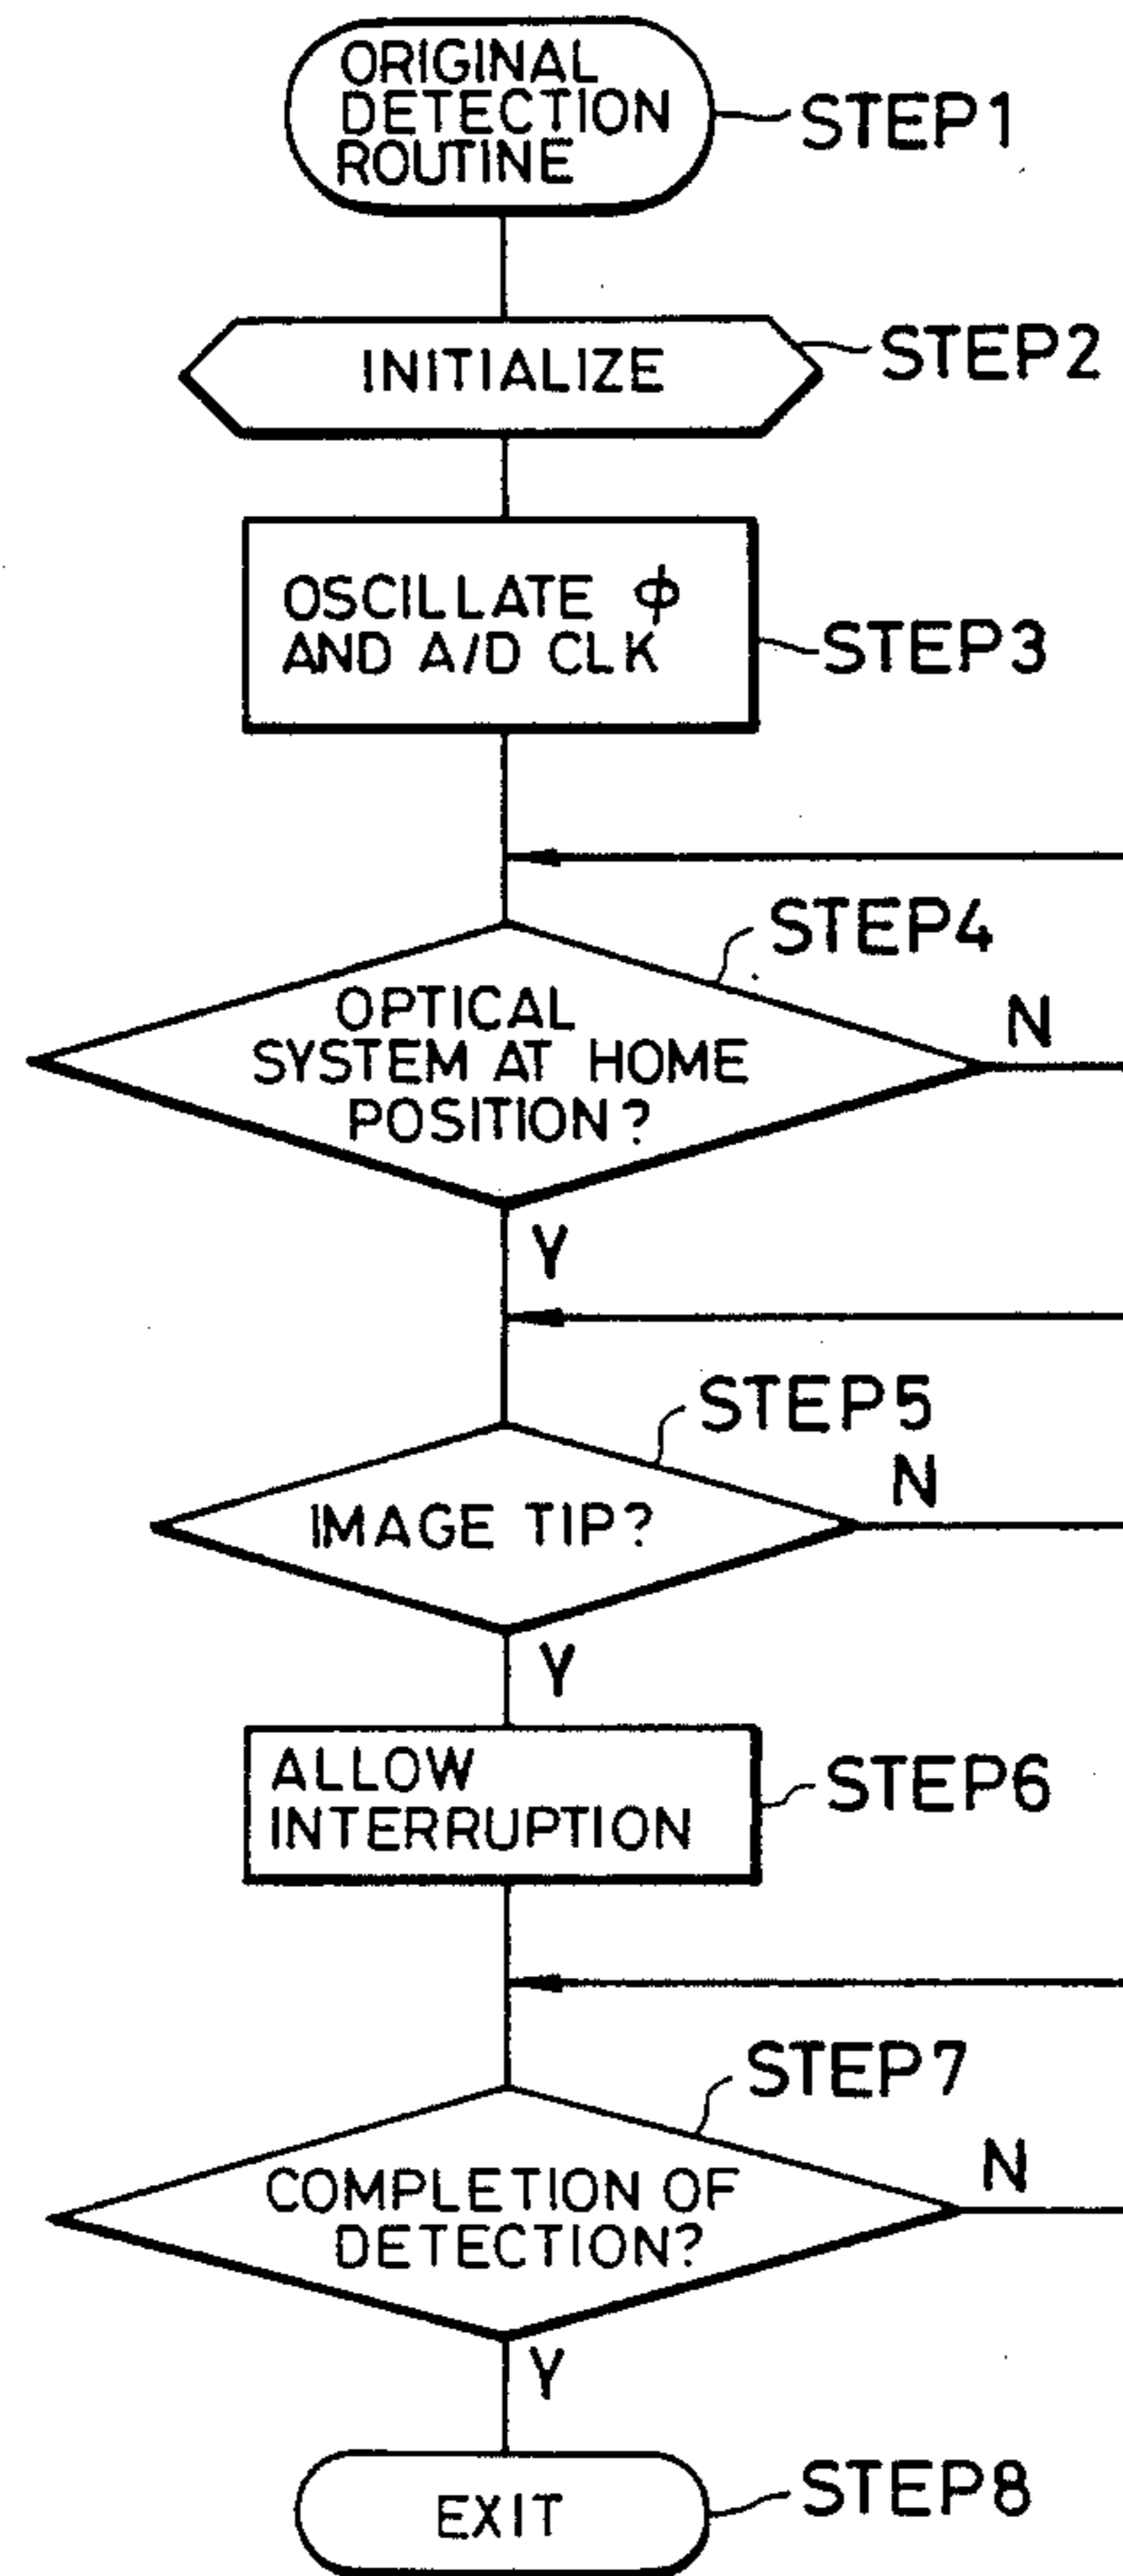 ORIGINAL
DETECTION
ROUTINE
STEP1
INITIALIZE
STEP2
OSCILLATE ϕ
AND A/D CLK
STEP3
STEP4
OPTICAL
SYSTEM AT HOME
POSITION?
N
Y
STEP5
IMAGE TIP?
N
Y
ALLOW
INTERRUPTION
STEP6
STEP7
COMPLETION OF
DETECTION?
N
Y
EXIT
STEP8